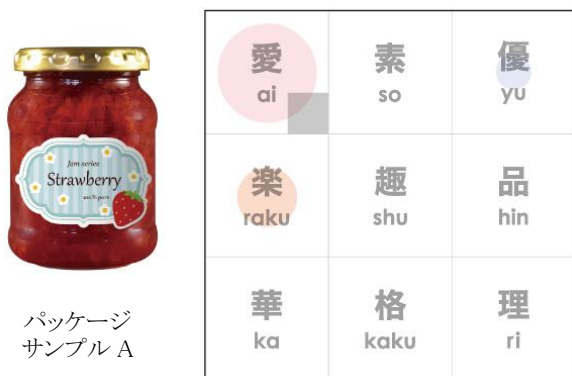 Jam series
Strawberry
100% pure
パッケージ
サンプル A
愛 素 優
ai so yu
楽 趣 品
raku shu hin
華 格 理
ka kaku ri